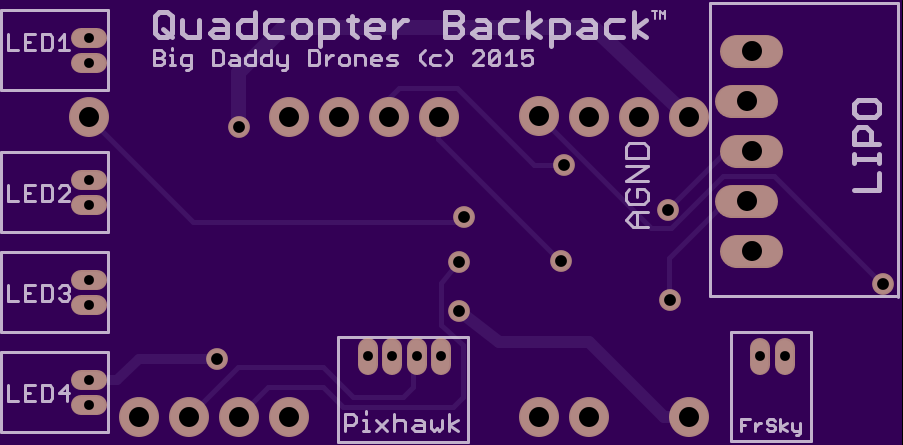 Quadcopter Backpack™
Big Daddy Drones (c) 2015
LED1
LIPO
AGND
LED2
LED3
LED4
Pixhawk
FrSky